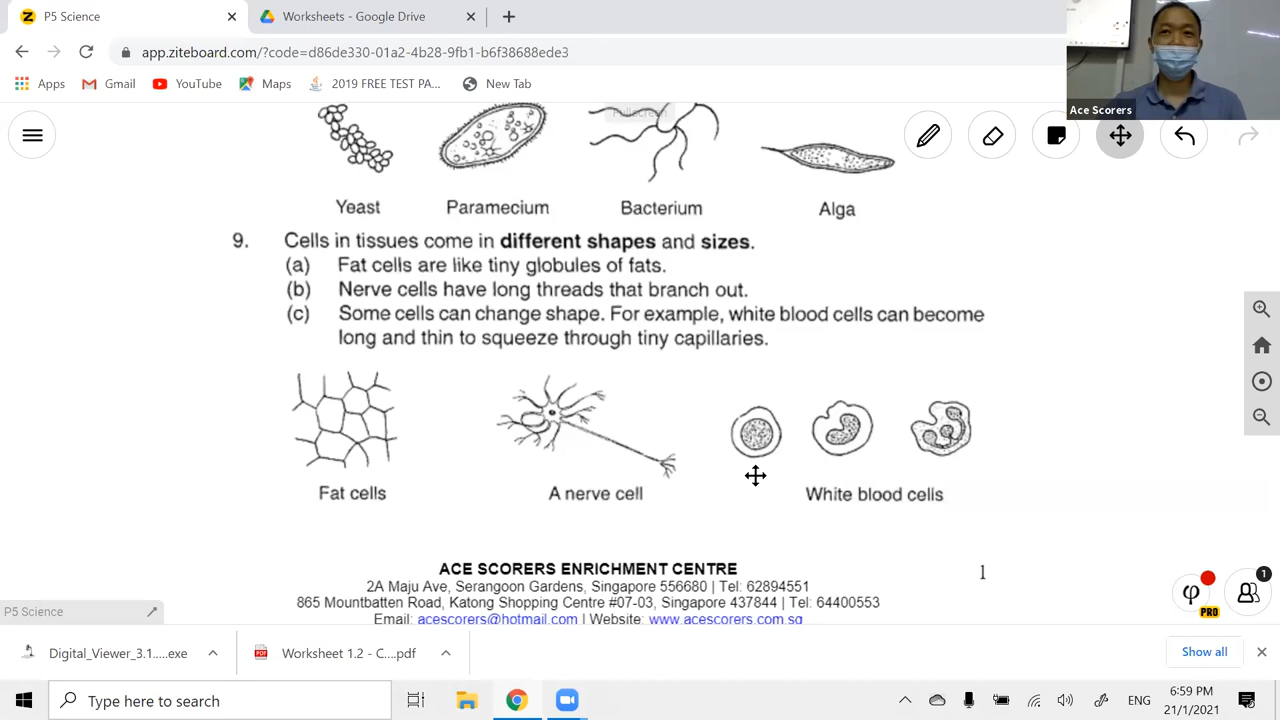 P5 Science
Worksheets - Google Drive
app.ziteboard.com/?code=d86de330
Apps
Gmail
YouTube
Maps
2019 FREE TEST PA...
New Tab
Ace Scorers
Fullscreen
Yeast
Paramecium
Bacterium
Alga
9. Cells in tissues come in different shapes and sizes.
(a) Fat cells are like tiny globules of fats.
(b) Nerve cells have long threads that branch out.
(c) Some cells can change shape. For example, white blood cells can become
long and thin to squeeze through tiny capillaries.
Fat cells
A nerve cell
White blood cells
ACE SCORERS ENRICHMENT CENTRE
1
2A Maju Ave, Serangoon Gardens, Singapore 556680 | Tel: 62894551
865 Mountbatten Road, Katong Shopping Centre #07-03, Singapore 437844 | Tel: 64400553
Email: acescorers@hotmail.com | Website: www.acescorers.com.sg
1
PRO
P5 Science
Digital_Viewer_3.1.....exe
Worksheet 1.2 - C....pdf
Show all
Type here to search
ENG
6:59 PM
21/1/2021